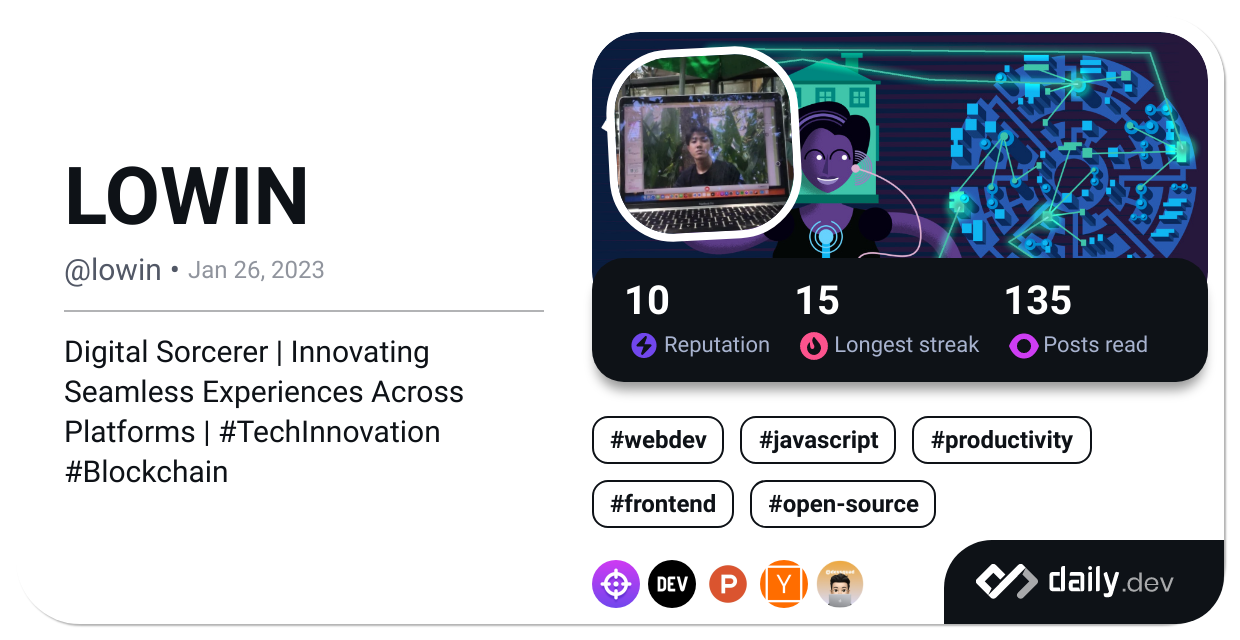 LOWIN
@lowin • Jan 26, 2023
Digital Sorcerer | Innovating
Seamless Experiences Across
Platforms | #TechInnovation
#Blockchain
10 15 135
Reputation Longest streak Posts read
#webdev #javascript #productivity
#frontend #open-source
DEV P Y
daily.dev